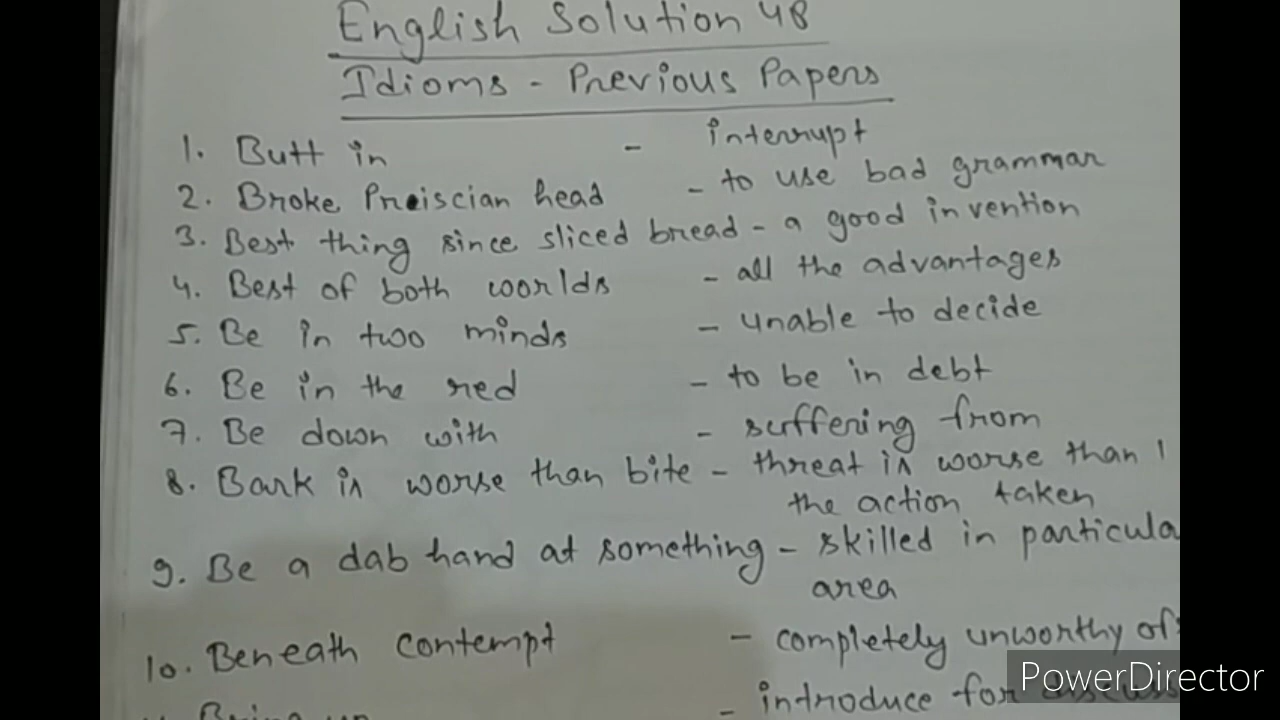 English Solution 48
Idioms - Previous Papers
1. Butt in - interrupt
2. Broke Preiscian head - to use bad grammar
3. Best thing since sliced bread - a good invention
4. Best of both worlds - all the advantages
5. Be in two minds - unable to decide
6. Be in the red - to be in debt
7. Be down with - suffering from
8. Bark is worse than bite - threat is worse than
the action taken
9. Be a dab hand at something - skilled in particula
area
10. Beneath contempt - completely unworthy of
Bring up - introduce for
PowerDirector